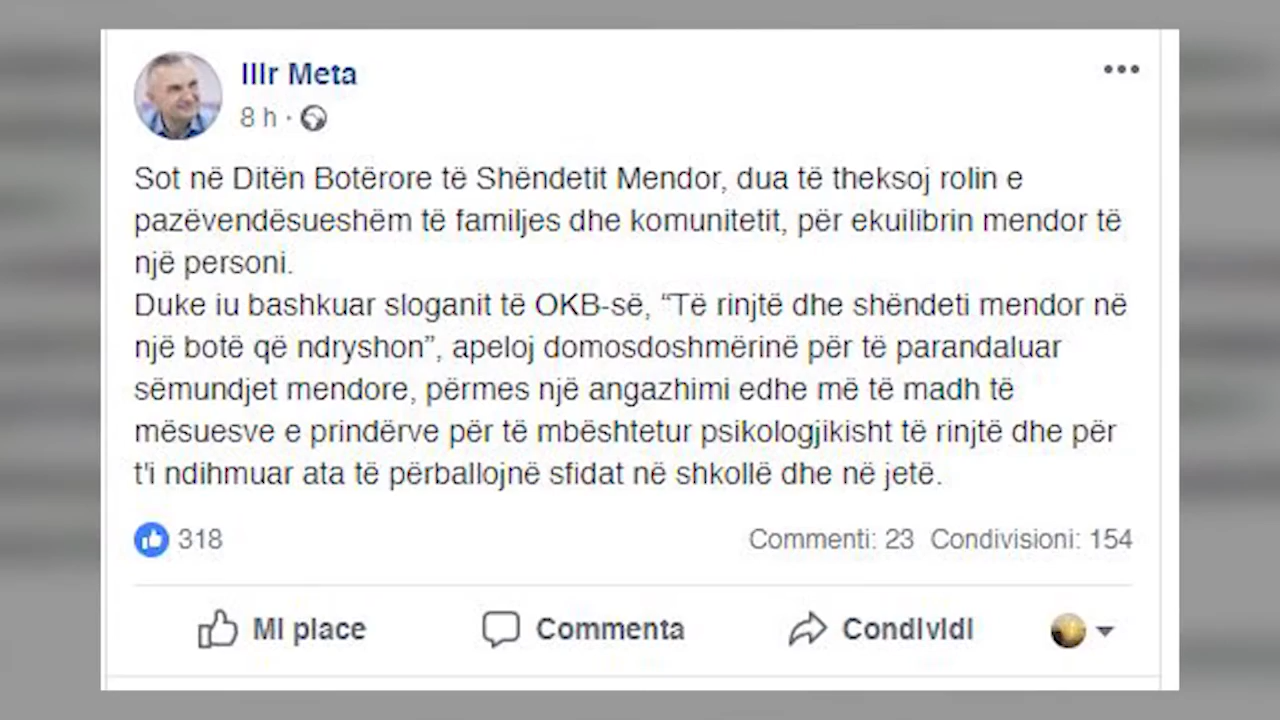 Ilir Meta
8 h ·
Sot në Ditën Botërore të Shëndetit Mendor, dua të theksoj rolin e
pazëvendësueshëm të familjes dhe komunitetit, për ekuilibrin mendor të
një personi.
Duke iu bashkuar sloganit të OKB-së, “Të rinjtë dhe shëndeti mendor në
një botë që ndryshon”, apeloj domosdoshmërinë për të parandaluar
sëmundjet mendore, përmes një angazhimi edhe më të madh të
mësuesve e prindërve për të mbështetur psikologjikisht të rinjtë dhe për
t'i ndihmuar ata të përballojnë sfidat në shkollë dhe në jetë.
318 Commenti: 23 Condivisioni: 154
Mi piace Commenta Condividi